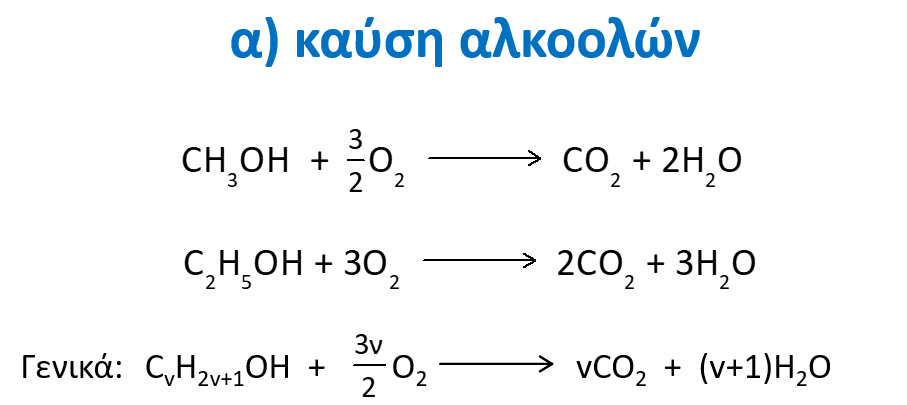 α) καύση αλκοολών
CH₃OH + 3/2 O₂ ⟶ CO₂ + 2H₂O
C₂H₅OH + 3O₂ ⟶ 2CO₂ + 3H₂O
Γενικά: CᵥH₂ᵥ₊₁OH + 3ν/2 O₂ ⟶ νCO₂ + (ν+1)H₂O